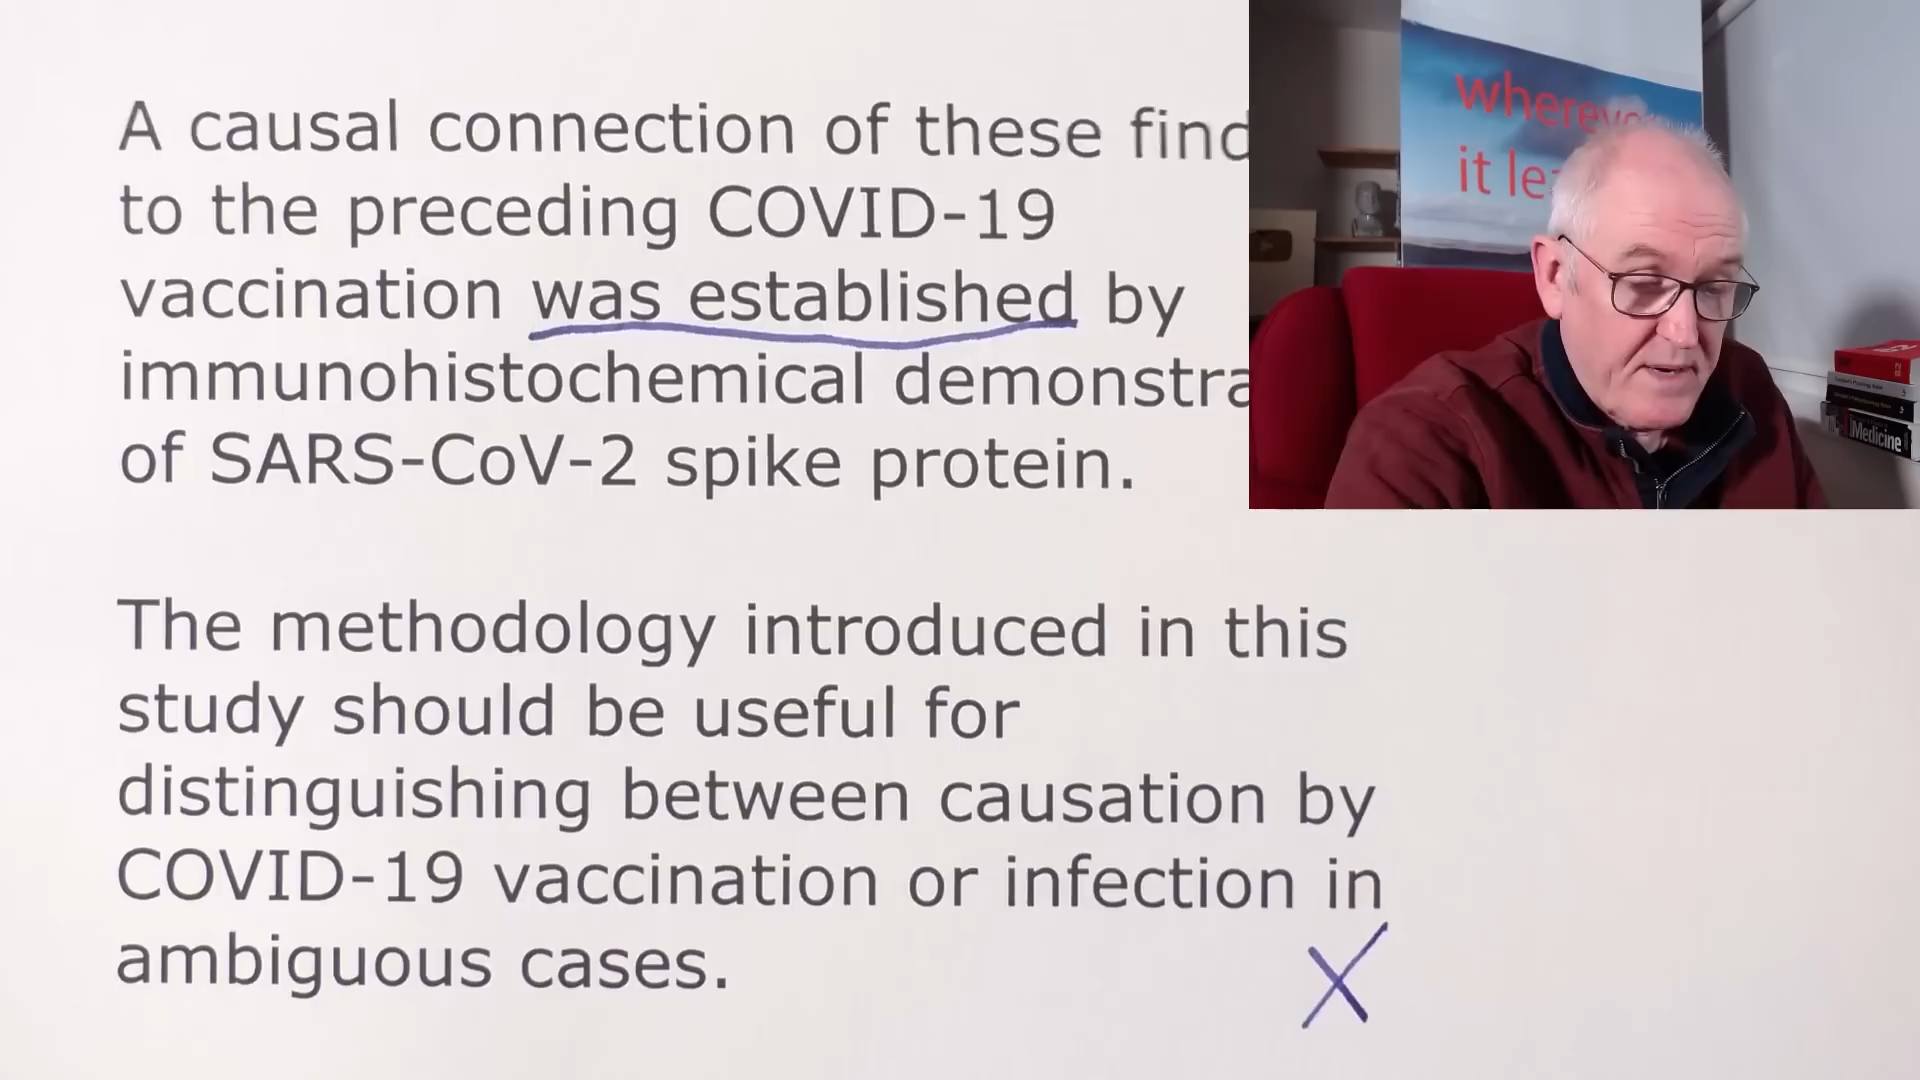 A causal connection of these find
to the preceding COVID-19
vaccination was established by
immunohistochemical demonstra
of SARS-CoV-2 spike protein.
The methodology introduced in this
study should be useful for
distinguishing between causation by
COVID-19 vaccination or infection in
ambiguous cases.
X
it le
Medicine